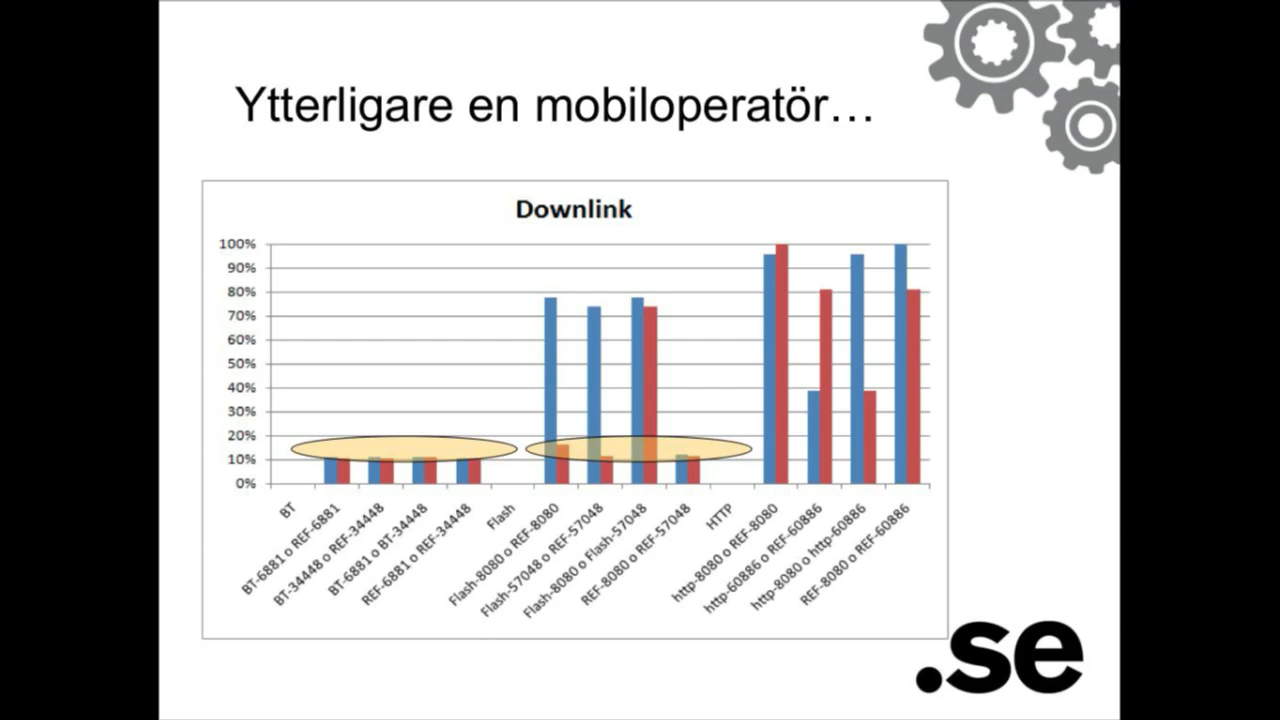 Ytterligare en mobiloperatör…
Downlink
100%
90%
80%
70%
60%
50%
40%
30%
20%
10%
0%
BT
BT-6881 o REF-6881
BT-34448 o REF-34448
BT-6881 o BT-34448
REF-6881 o REF-34448
Flash
Flash-8080 o REF-8080
Flash-57048 o REF-57048
Flash-8080 o Flash-57048
REF-8080 o REF-57048
HTTP
http-8080 o REF-8080
http-60886 o REF-60886
http-8080 o http-60886
REF-8080 o REF-60886
.se